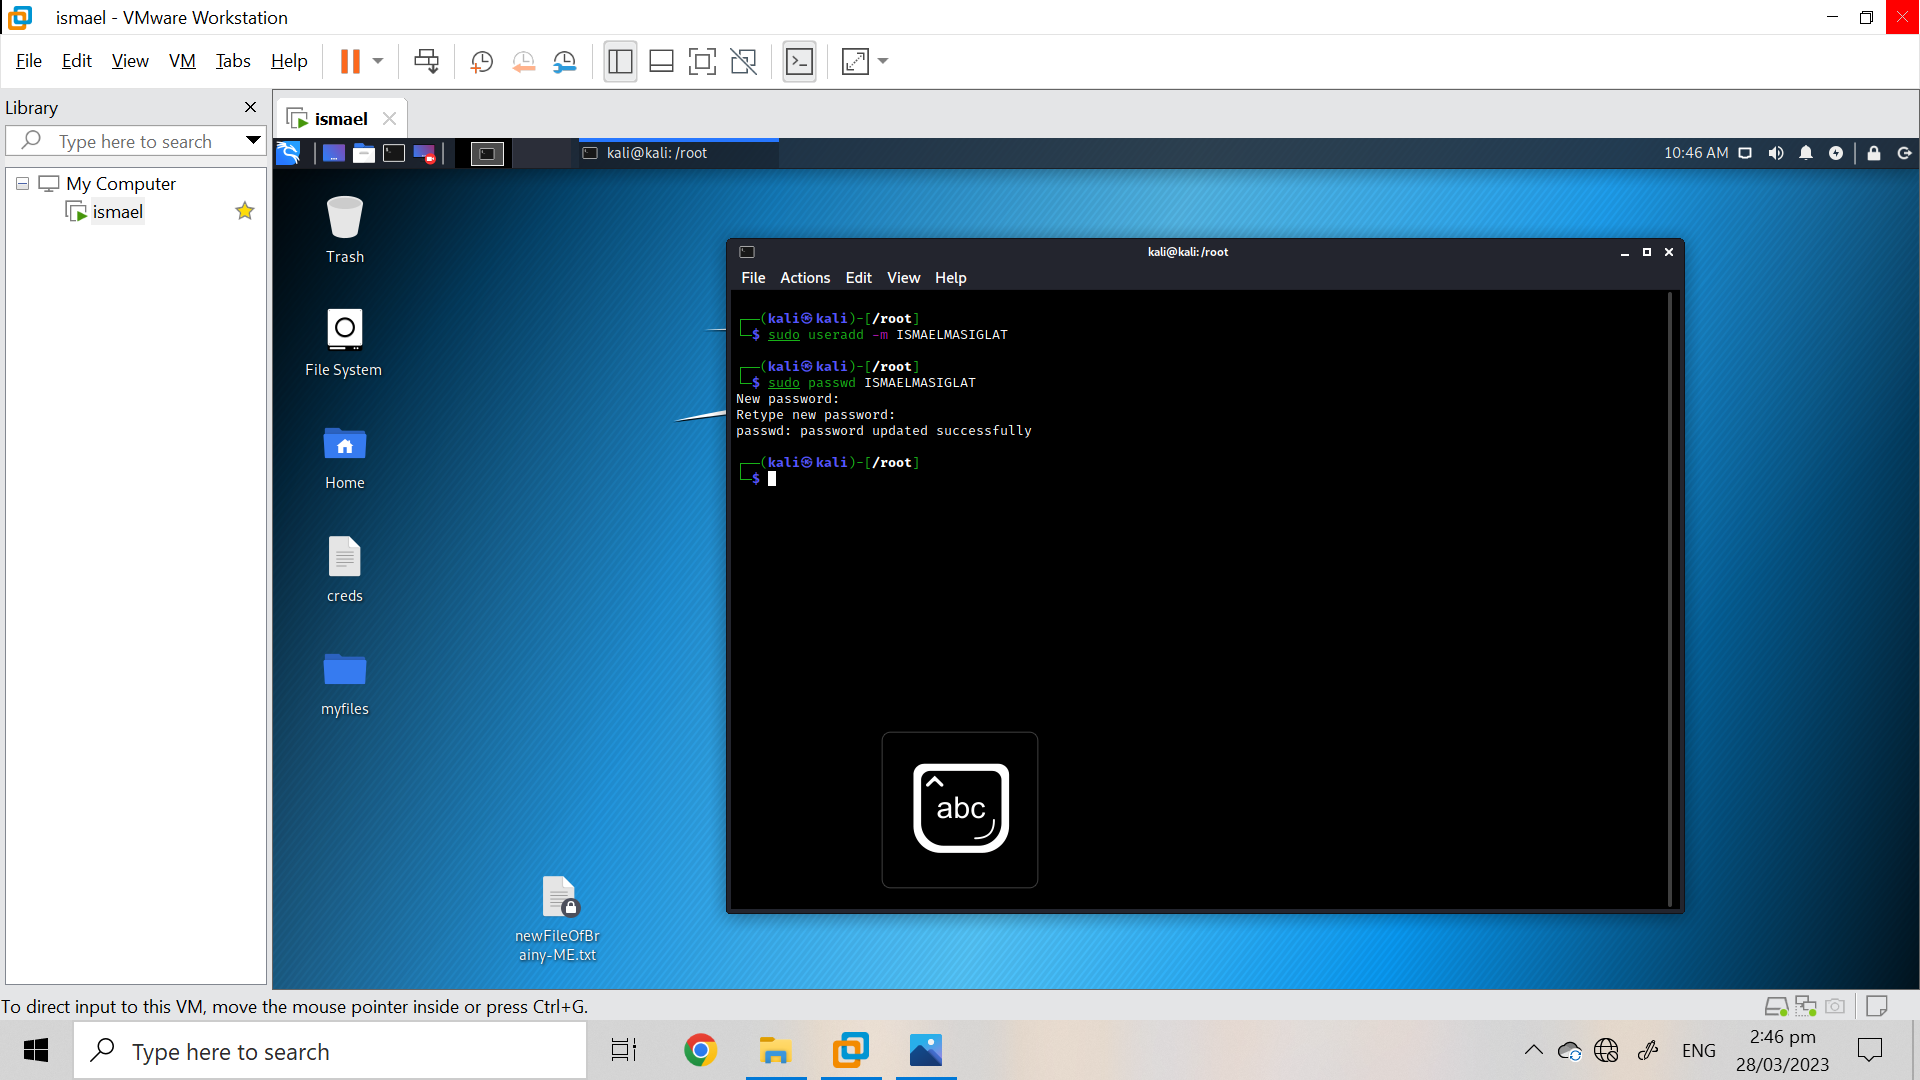 ismael - VMware Workstation
File Edit View VM Tabs Help
Library
ismael
Type here to search
My Computer
ismael
kali@kali: /root
10:46 AM
Trash
File System
Home
creds
myfiles
newFileOfBr
ainy-ME.txt
kali@kali: /root
File Actions Edit View Help
┌──(kali㉿kali)-[/root]
└─$ sudo useradd -m ISMAELMASIGLAT
┌──(kali㉿kali)-[/root]
└─$ sudo passwd ISMAELMASIGLAT
New password:
Retype new password:
passwd: password updated successfully
┌──(kali㉿kali)-[/root]
└─$
abc
To direct input to this VM, move the mouse pointer inside or press Ctrl+G.
Type here to search
ENG
2:46 pm
28/03/2023